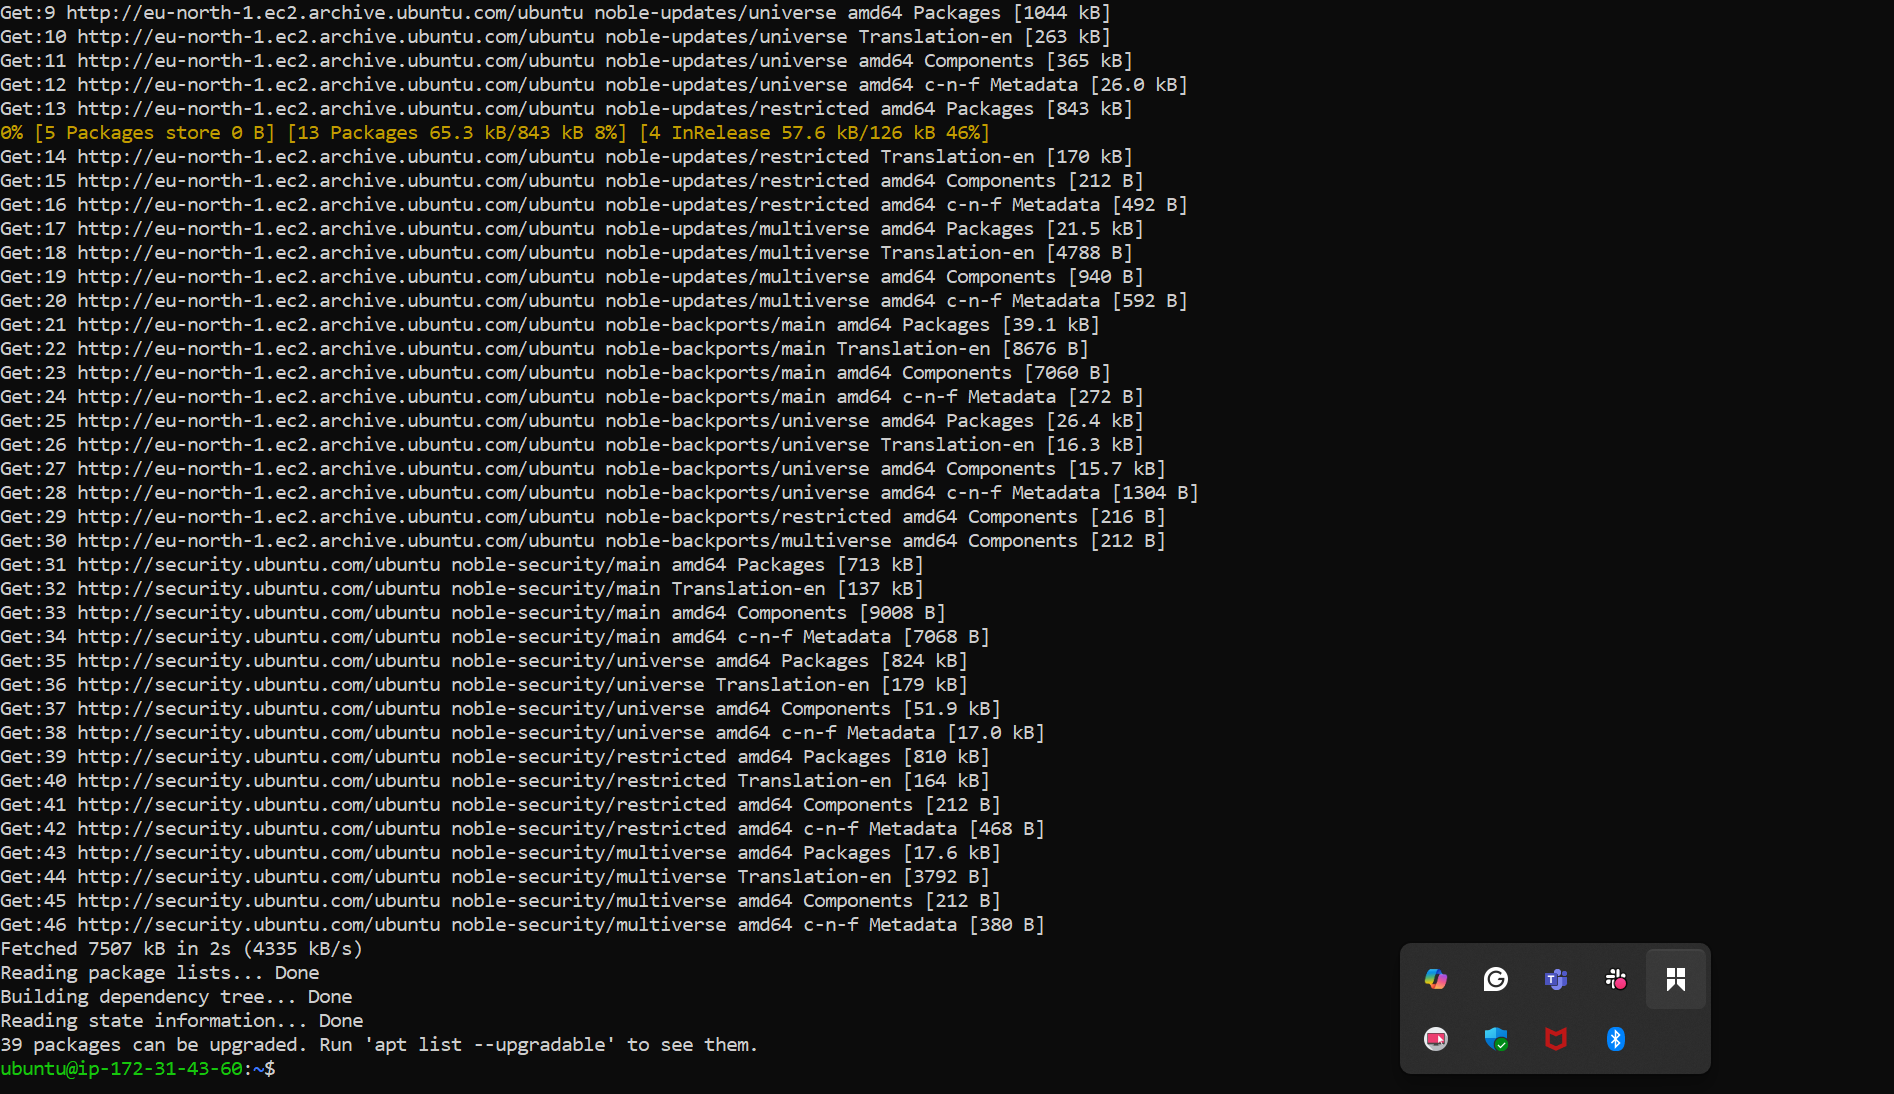 Get:9 http://eu-north-1.ec2.archive.ubuntu.com/ubuntu noble-updates/universe amd64 Packages [1044 kB]
Get:10 http://eu-north-1.ec2.archive.ubuntu.com/ubuntu noble-updates/universe Translation-en [263 kB]
Get:11 http://eu-north-1.ec2.archive.ubuntu.com/ubuntu noble-updates/universe amd64 Components [365 kB]
Get:12 http://eu-north-1.ec2.archive.ubuntu.com/ubuntu noble-updates/universe amd64 c-n-f Metadata [26.0 kB]
Get:13 http://eu-north-1.ec2.archive.ubuntu.com/ubuntu noble-updates/restricted amd64 Packages [843 kB]
0% [5 Packages store 0 B] [13 Packages 65.3 kB/843 kB 8%] [4 InRelease 57.6 kB/126 kB 46%]
Get:14 http://eu-north-1.ec2.archive.ubuntu.com/ubuntu noble-updates/restricted Translation-en [170 kB]
Get:15 http://eu-north-1.ec2.archive.ubuntu.com/ubuntu noble-updates/restricted amd64 Components [212 B]
Get:16 http://eu-north-1.ec2.archive.ubuntu.com/ubuntu noble-updates/restricted amd64 c-n-f Metadata [492 B]
Get:17 http://eu-north-1.ec2.archive.ubuntu.com/ubuntu noble-updates/multiverse amd64 Packages [21.5 kB]
Get:18 http://eu-north-1.ec2.archive.ubuntu.com/ubuntu noble-updates/multiverse Translation-en [4788 B]
Get:19 http://eu-north-1.ec2.archive.ubuntu.com/ubuntu noble-updates/multiverse amd64 Components [940 B]
Get:20 http://eu-north-1.ec2.archive.ubuntu.com/ubuntu noble-updates/multiverse amd64 c-n-f Metadata [592 B]
Get:21 http://eu-north-1.ec2.archive.ubuntu.com/ubuntu noble-backports/main amd64 Packages [39.1 kB]
Get:22 http://eu-north-1.ec2.archive.ubuntu.com/ubuntu noble-backports/main Translation-en [8676 B]
Get:23 http://eu-north-1.ec2.archive.ubuntu.com/ubuntu noble-backports/main amd64 Components [7060 B]
Get:24 http://eu-north-1.ec2.archive.ubuntu.com/ubuntu noble-backports/main amd64 c-n-f Metadata [272 B]
Get:25 http://eu-north-1.ec2.archive.ubuntu.com/ubuntu noble-backports/universe amd64 Packages [26.4 kB]
Get:26 http://eu-north-1.ec2.archive.ubuntu.com/ubuntu noble-backports/universe Translation-en [16.3 kB]
Get:27 http://eu-north-1.ec2.archive.ubuntu.com/ubuntu noble-backports/universe amd64 Components [15.7 kB]
Get:28 http://eu-north-1.ec2.archive.ubuntu.com/ubuntu noble-backports/universe amd64 c-n-f Metadata [1304 B]
Get:29 http://eu-north-1.ec2.archive.ubuntu.com/ubuntu noble-backports/restricted amd64 Components [216 B]
Get:30 http://eu-north-1.ec2.archive.ubuntu.com/ubuntu noble-backports/multiverse amd64 Components [212 B]
Get:31 http://security.ubuntu.com/ubuntu noble-security/main amd64 Packages [713 kB]
Get:32 http://security.ubuntu.com/ubuntu noble-security/main Translation-en [137 kB]
Get:33 http://security.ubuntu.com/ubuntu noble-security/main amd64 Components [9008 B]
Get:34 http://security.ubuntu.com/ubuntu noble-security/main amd64 c-n-f Metadata [7068 B]
Get:35 http://security.ubuntu.com/ubuntu noble-security/universe amd64 Packages [824 kB]
Get:36 http://security.ubuntu.com/ubuntu noble-security/universe Translation-en [179 kB]
Get:37 http://security.ubuntu.com/ubuntu noble-security/universe amd64 Components [51.9 kB]
Get:38 http://security.ubuntu.com/ubuntu noble-security/universe amd64 c-n-f Metadata [17.0 kB]
Get:39 http://security.ubuntu.com/ubuntu noble-security/restricted amd64 Packages [810 kB]
Get:40 http://security.ubuntu.com/ubuntu noble-security/restricted Translation-en [164 kB]
Get:41 http://security.ubuntu.com/ubuntu noble-security/restricted amd64 Components [212 B]
Get:42 http://security.ubuntu.com/ubuntu noble-security/restricted amd64 c-n-f Metadata [468 B]
Get:43 http://security.ubuntu.com/ubuntu noble-security/multiverse amd64 Packages [17.6 kB]
Get:44 http://security.ubuntu.com/ubuntu noble-security/multiverse Translation-en [3792 B]
Get:45 http://security.ubuntu.com/ubuntu noble-security/multiverse amd64 Components [212 B]
Get:46 http://security.ubuntu.com/ubuntu noble-security/multiverse amd64 c-n-f Metadata [380 B]
Fetched 7507 kB in 2s (4335 kB/s)
Reading package lists... Done
Building dependency tree... Done
Reading state information... Done
39 packages can be upgraded. Run 'apt list --upgradable' to see them.
ubuntu@ip-172-31-43-60:~$